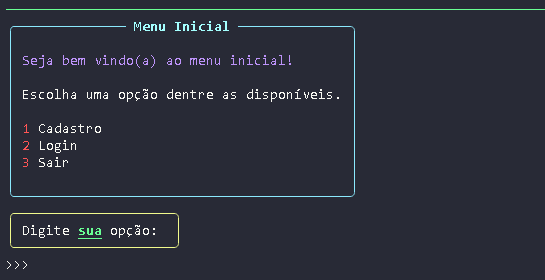 Menu Inicial
Seja bem vindo(a) ao menu inicial!
Escolha uma opção dentre as disponíveis.
1 Cadastro
2 Login
3 Sair
Digite sua opção:
>>>